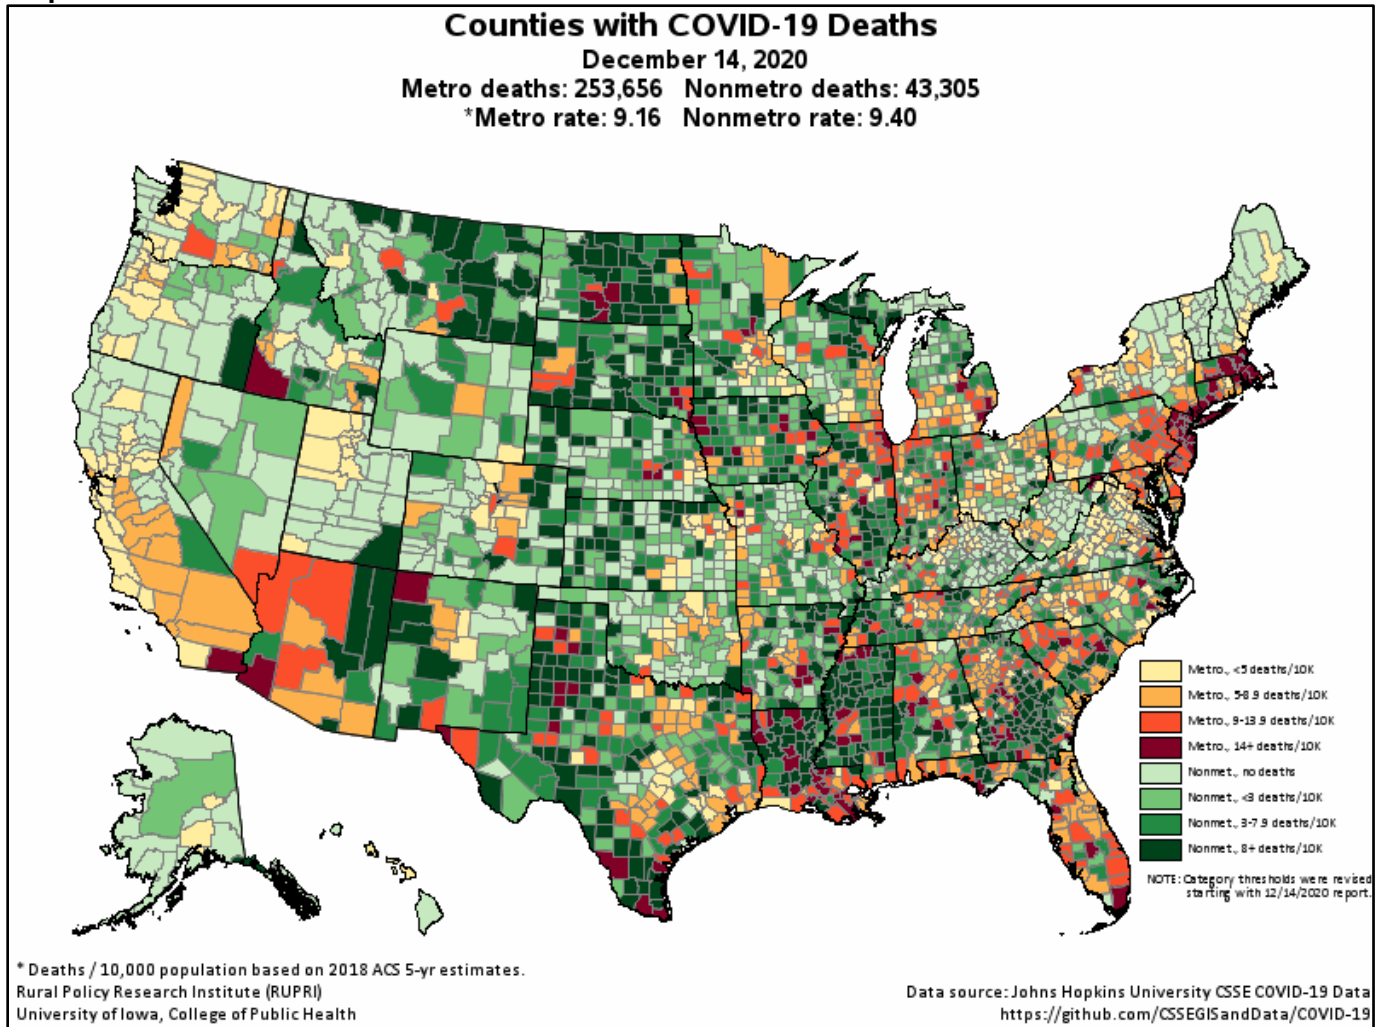 Counties with COVID-19 Deaths
December 14, 2020
Metro deaths: 253,656 Nonmetro deaths: 43,305
*Metro rate: 9.16 Nonmetro rate: 9.40
Metro., <5 deaths/10K
Metro., 5-8.9 deaths/10K
Metro., 9-13.9 deaths/10K
Metro., 14+ deaths/10K
Nonmet., no deaths
Nonmet., <3 deaths/10K
Nonmet., 3-7.9 deaths/10K
Nonmet., 8+ deaths/10K
NOTE: Category thresholds were revised
starting with 12/14/2020 report.
* Deaths / 10,000 population based on 2018 ACS 5-yr estimates.
Rural Policy Research Institute (RUPRI)
University of Iowa, College of Public Health
Data source: Johns Hopkins University CSSE COVID-19 Data
https://github.com/CSSEGISandData/COVID-19